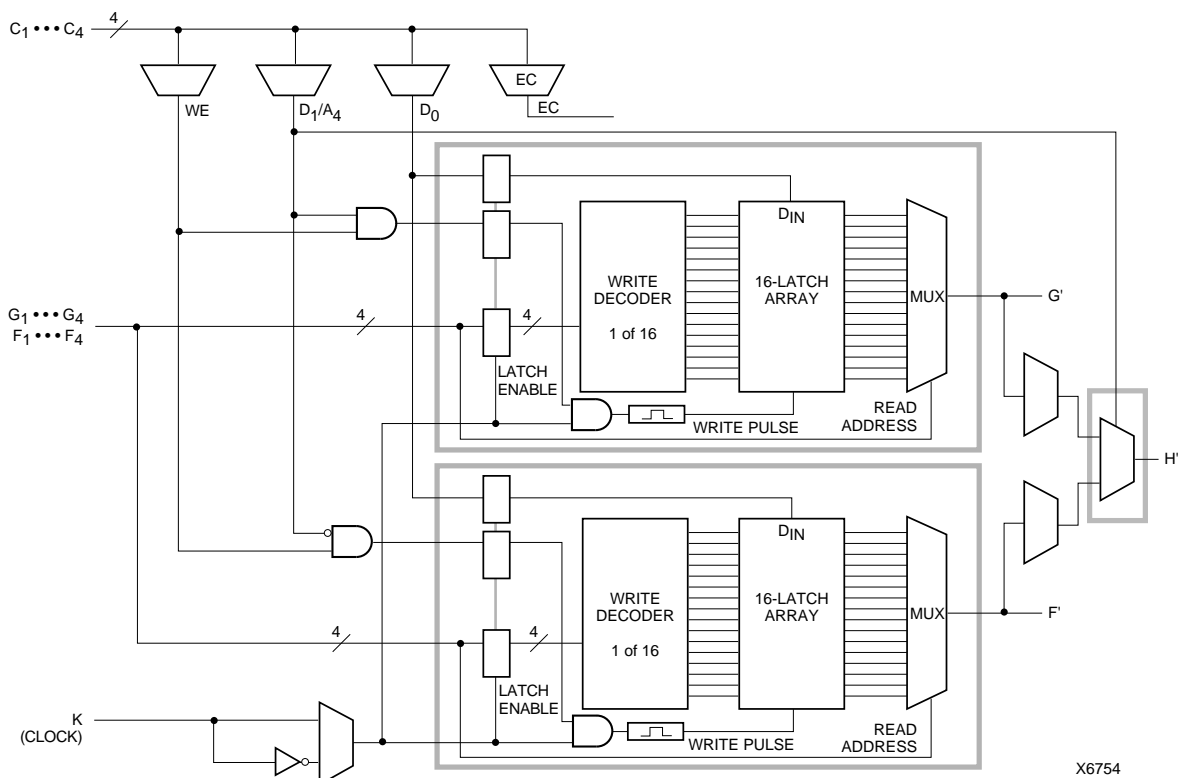 C1 ••• C4
4
WE
D1/A4
D0
EC
EC
DIN
WRITE
DECODER
1 of 16
16-LATCH
ARRAY
MUX
G'
G1 ••• G4
F1 ••• F4
4
4
LATCH
ENABLE
WRITE PULSE
READ
ADDRESS
H'
DIN
WRITE
DECODER
1 of 16
16-LATCH
ARRAY
MUX
F'
4
4
LATCH
ENABLE
WRITE PULSE
READ
ADDRESS
K
(CLOCK)
X6754